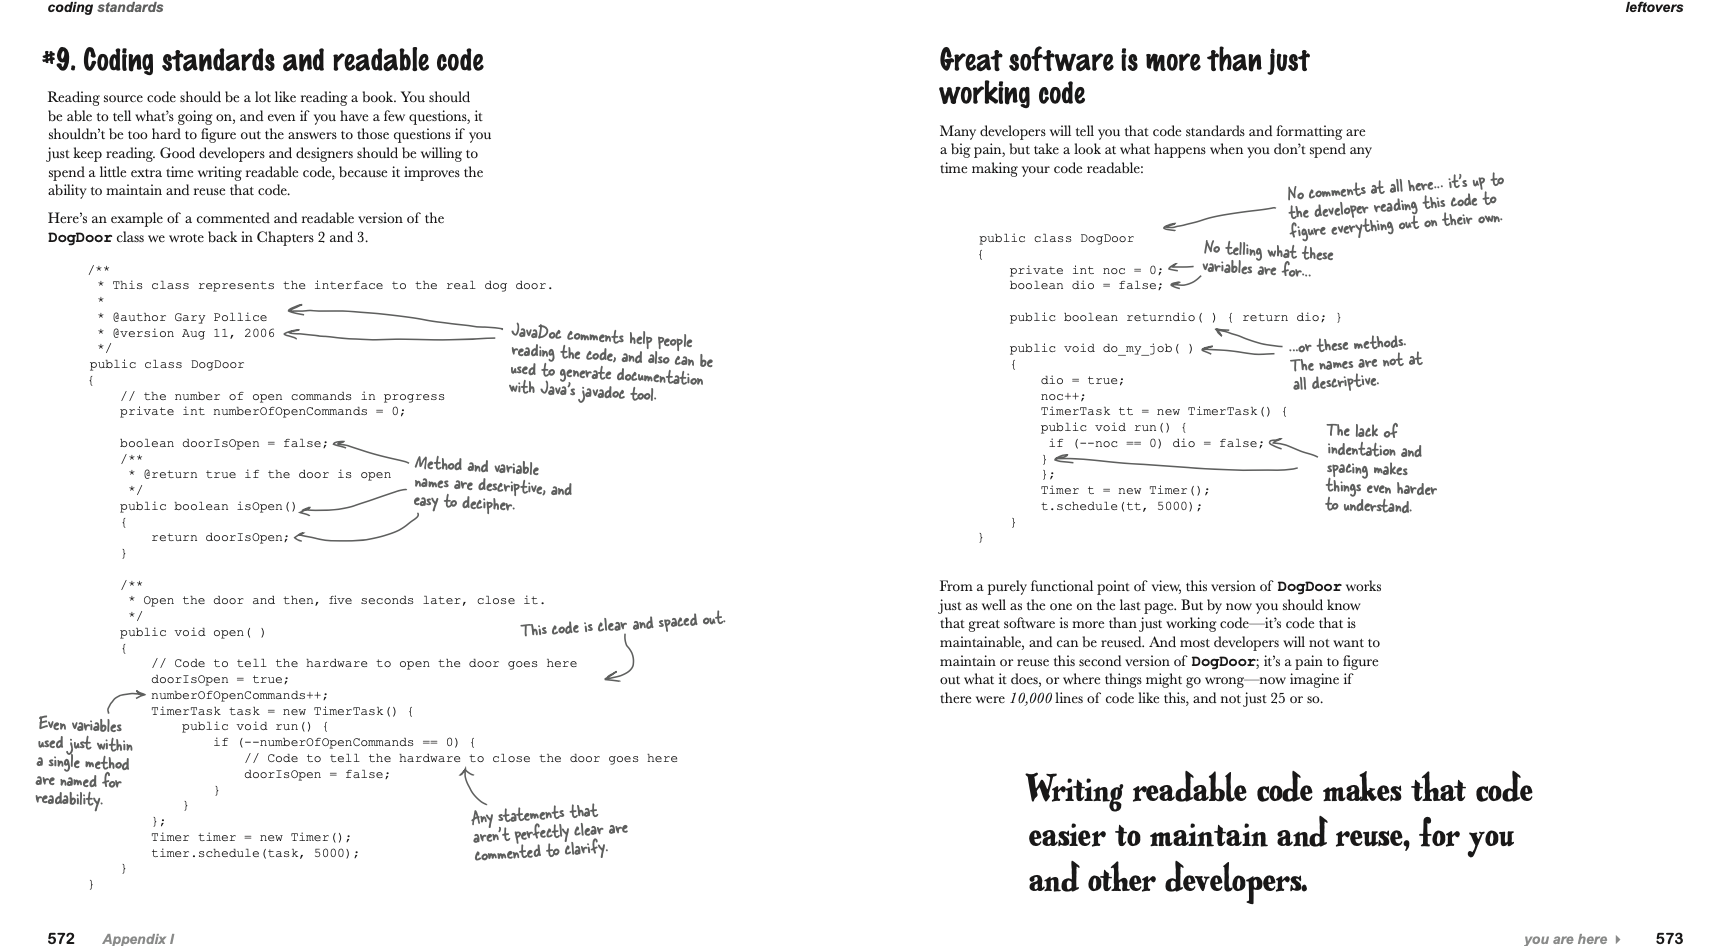 coding standards
#9. Coding standards and readable code
Reading source code should be a lot like reading a book. You should
be able to tell what's going on, and even if you have a few questions, it
shouldn't be too hard to figure out the answers to those questions if you
just keep reading. Good developers and designers should be willing to
spend a little extra time writing readable code, because it improves the
ability to maintain and reuse that code.
Here's an example of a commented and readable version of the
DogDoor class we wrote back in Chapters 2 and 3.
/**
 * This class represents the interface to the real dog door.
 *
 * @author Gary Pollice
 * @version Aug 11, 2006
 */
public class DogDoor
{
    // the number of open commands in progress
    private int numberOfOpenCommands = 0;
    boolean doorIsOpen = false;
    /**
     * @return true if the door is open
     */
    public boolean isOpen()
    {
        return doorIsOpen;
    }
    /**
     * Open the door and then, five seconds later, close it.
     */
    public void open( )
    {
        // Code to tell the hardware to open the door goes here
        doorIsOpen = true;
        numberOfOpenCommands++;
        TimerTask task = new TimerTask() {
            public void run() {
                if (--numberOfOpenCommands == 0) {
                    // Code to tell the hardware to close the door goes here
                    doorIsOpen = false;
                }
            }
        };
        Timer timer = new Timer();
        timer.schedule(task, 5000);
    }
}
JavaDoc comments help people
reading the code, and also can be
used to generate documentation
with Java's javadoc tool.
Method and variable
names are descriptive, and
easy to decipher.
This code is clear and spaced out.
Even variables
used just within
a single method
are named for
readability.
Any statements that
aren't perfectly clear are
commented to clarify.
572 Appendix I
leftovers
Great software is more than just
working code
Many developers will tell you that code standards and formatting are
a big pain, but take a look at what happens when you don't spend any
time making your code readable:
No comments at all here... it's up to
the developer reading this code to
figure everything out on their own.
public class DogDoor
{
    private int noc = 0;
    boolean dio = false;
    public boolean returndio( ) { return dio; }
    public void do_my_job( )
    {
        dio = true;
        noc++;
        TimerTask tt = new TimerTask() {
        public void run() {
         if (--noc == 0) dio = false;
        }
        };
        Timer t = new Timer();
        t.schedule(tt, 5000);
    }
}
No telling what these
variables are for...
...or these methods.
The names are not at
all descriptive.
The lack of
indentation and
spacing makes
things even harder
to understand.
From a purely functional point of view, this version of DogDoor works
just as well as the one on the last page. But by now you should know
that great software is more than just working code—it's code that is
maintainable, and can be reused. And most developers will not want to
maintain or reuse this second version of DogDoor; it's a pain to figure
out what it does, or where things might go wrong—now imagine if
there were 10,000 lines of code like this, and not just 25 or so.
Writing readable code makes that code
easier to maintain and reuse, for you
and other developers.
you are here ▸ 573